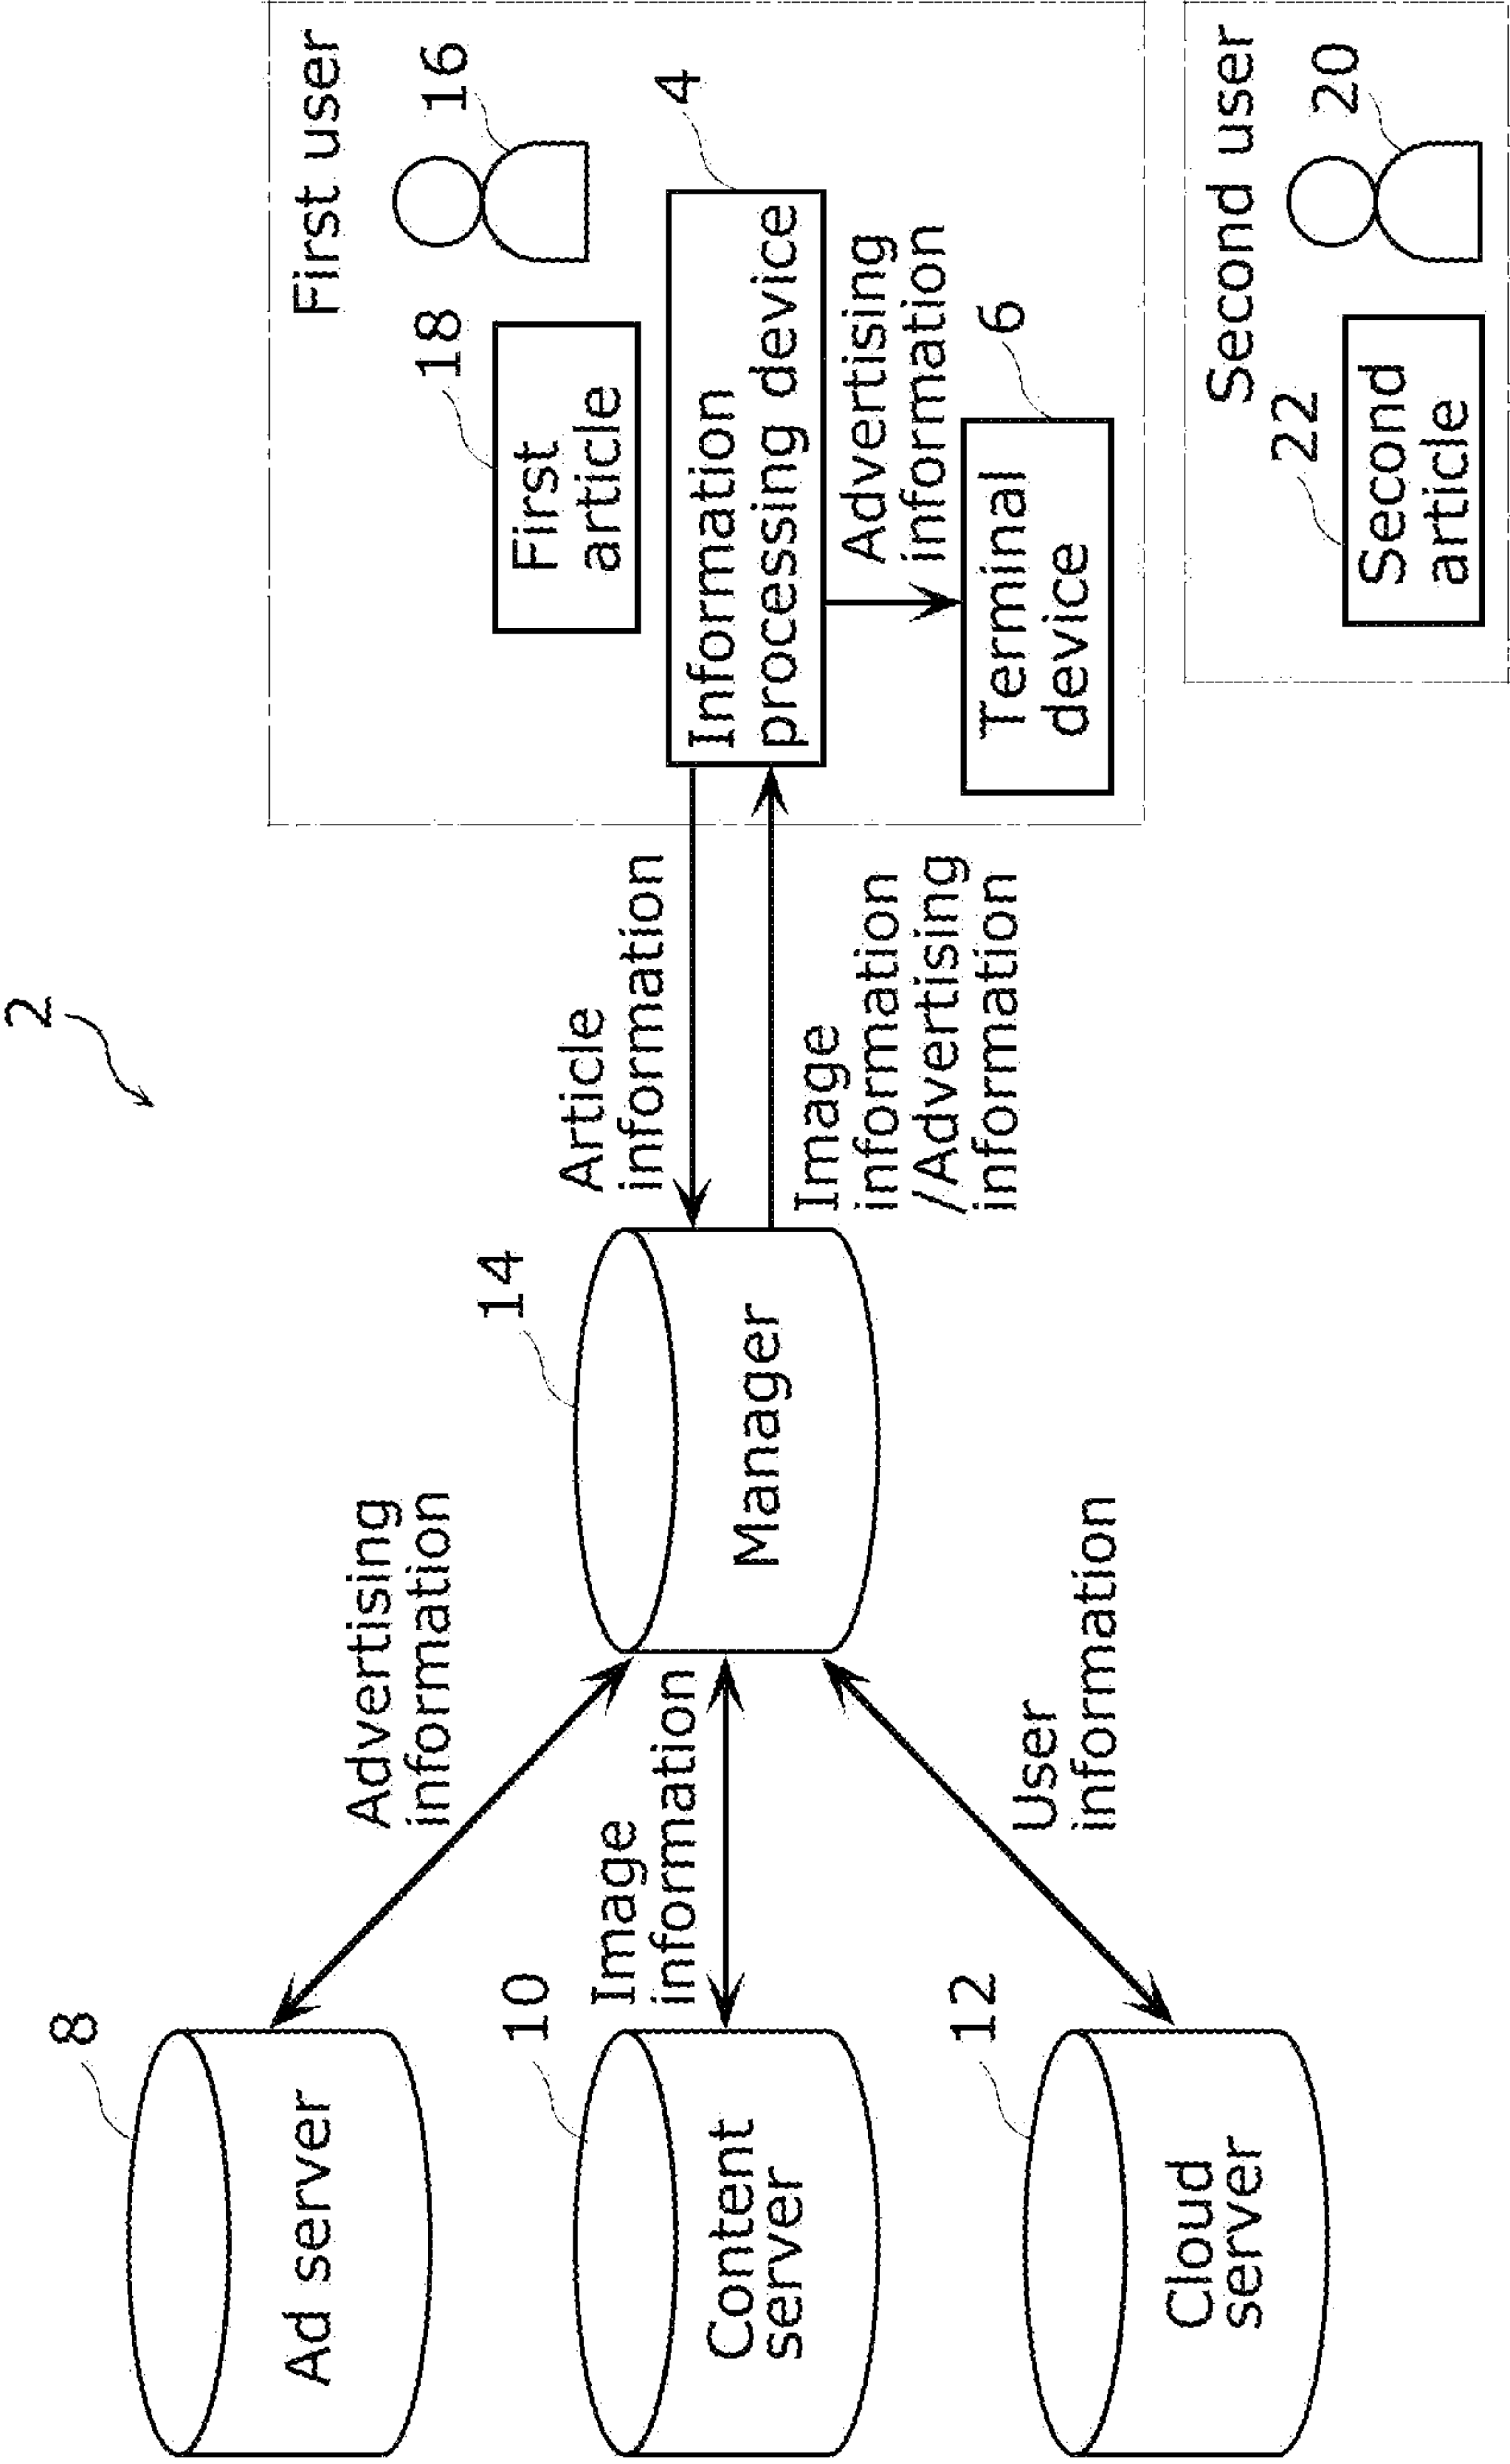 2
8
Ad server
Advertising
information
10
Content
server
Image
information
12
Cloud
server
User
information
14
Manager
Article
information
Image
information
/Advertising
information
First user
16
18
First
article
4
Information
processing device
Advertising
information
6
Terminal
device
Second user
20
22
Second
article